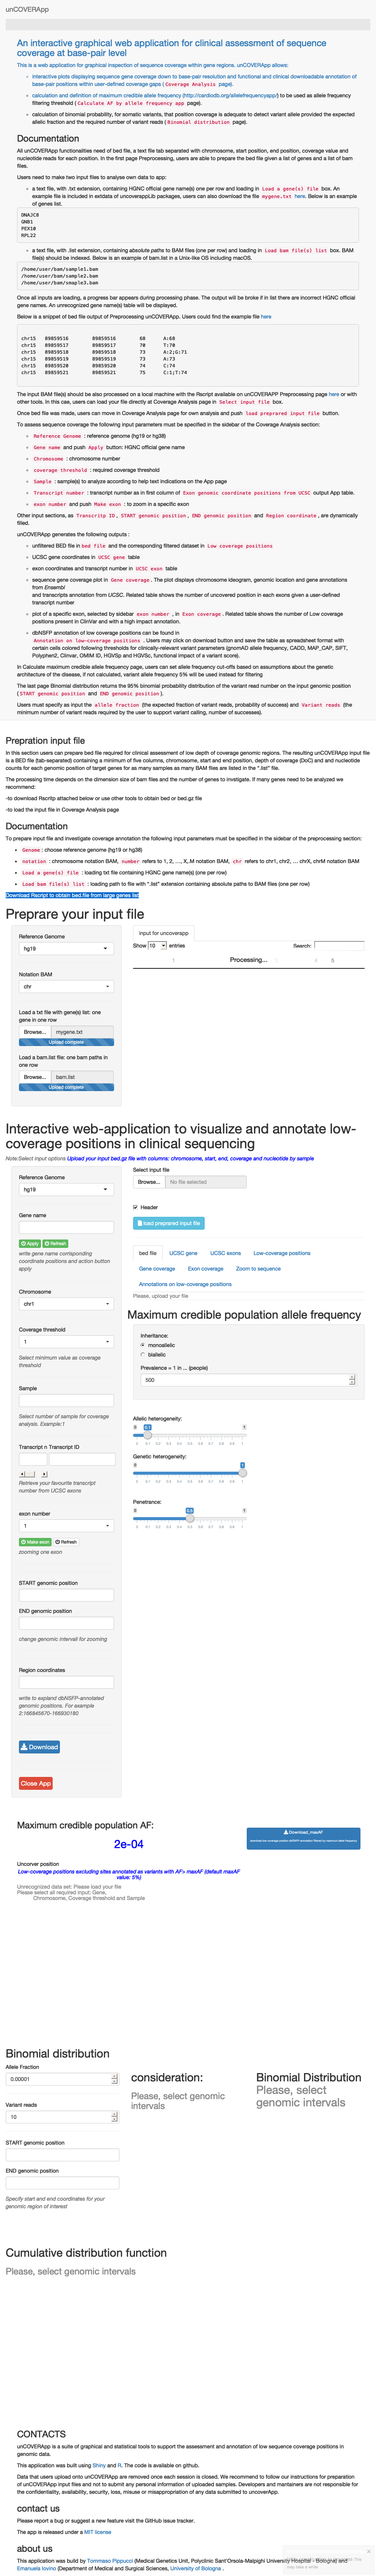 unCOVERApp
An interactive graphical web application for clinical assessment of sequence
coverage at base-pair level
This is a web application for graphical inspection of sequence coverage within gene regions. unCOVERApp allows:
interactive plots displaying sequence gene coverage down to base-pair resolution and functional and clinical downloadable annotation of
base-pair positions within user-defined coverage gaps ( Coverage Analysis page).
calculation and definition of maximum credible allele frequency (http://cardiodb.org/allelefrequencyapp/) to be used as allele frequency
filtering threshold ( Calculate AF by allele frequency app page).
calculation of binomial probability, for somatic variants, that position coverage is adequate to detect variant allele provided the expected
allelic fraction and the required number of variant reads ( Binomial distribution page).
Documentation
All unCOVERApp functionalities need of bed file, a text file tab separated with chromosome, start position, end position, coverage value and
nucleotide reads for each position. In the first page Preprocessing, users are able to prepare the bed file given a list of genes and a list of bam
files.
Users need to make two input files to analyse own data to app:
a text file, with .txt extension, containing HGNC official gene name(s) one per row and loading in Load a gene(s) file box. An
example file is included in extdata of uncoverappLib packages, users can also download the file mygene.txt here. Below is an example
of genes list.
DNAJC8
GNB1
PEX10
RPL22
a text file, with .list extension, containing absolute paths to BAM files (one per row) and loading in Load bam file(s) list box. BAM
file(s) should be indexed. Below is an example of bam.list in a Unix-like OS including macOS.
/home/user/bam/sample1.bam
/home/user/bam/sample2.bam
/home/user/bam/sample3.bam
Once all inputs are loading, a progress bar appears during processing phase. The output will be broke if in list there are incorrect HGNC official
gene names. An unrecognized gene name(s) table will be displayed.
Below is a snippet of bed file output of Preprocessing unCOVERApp. Users could find the example file here
chr15 89859516 89859516 68 A:68
chr15 89859517 89859517 70 T:70
chr15 89859518 89859518 73 A:2;G:71
chr15 89859519 89859519 73 A:73
chr15 89859520 89859520 74 C:74
chr15 89859521 89859521 75 C:1;T:74
The input BAM file(s) should be also processed on a local machine with the Rscript available on unCOVERAPP Preprocessing page here or with
other tools. In this case, users can load your file directly at Coverage Analysis page in Select input file box.
Once bed file was made, users can move in Coverage Analysis page for own analysis and push load preprared input file button.
To assess sequence coverage the following input parameters must be specified in the sidebar of the Coverage Analysis section:
Reference Genome : reference genome (hg19 or hg38)
Gene name and push Apply button: HGNC official gene name
Chromosome : chromosome number
coverage threshold : required coverage threshold
Sample : sample(s) to analyze according to help text indications on the App page
Transcript number : transcript number as in first column of Exon genomic coordinate positions from UCSC output App table.
exon number and push Make exon : to zoom in a specific exon
Other input sections, as Transcritp ID, START genomic position, END genomic position and Region coordinate, are dynamically
filled.
unCOVERApp generates the following outputs :
unfiltered BED file in bed file and the corresponding filtered dataset in Low coverage positions
UCSC gene coordinates in UCSC gene table
exon coordinates and transcript number in UCSC exon table
sequence gene coverage plot in Gene coverage. The plot displays chromosome ideogram, genomic location and gene annotations
from Ensembl
and transcripts annotation from UCSC. Related table shows the number of uncovered position in each exons given a user-defined
transcript number
plot of a specific exon, selected by sidebar exon number , in Exon coverage. Related table shows the number of Low coverage
positions present in ClinVar and with a high impact annotation.
dbNSFP annotation of low coverage positions can be found in
Annotation on low-coverage positions . Users may click on download button and save the table as spreadsheet format with
certain cells colored following thresholds for clinically-relevant variant parameters (gnomAD allele frequency, CADD, MAP_CAP, SIFT,
Polyphen2, Clinvar, OMIM ID, HGVSp and HGVSc, functional impact of a variant score).
In Calculate maximum credible allele frequency page, users can set allele frequency cut-offs based on assumptions about the genetic
architecture of the disease, if not calculated, variant allele frequency 5% will be used instead for filtering
The last page Binomial distribution returns the 95% binomial probability distribution of the variant read number on the input genomic position
(START genomic position and END genomic position).
Users must specify as input the allele fraction (the expected fraction of variant reads, probability of success) and Variant reads (the
minimum number of variant reads required by the user to support variant calling, number of successes).
Prepration input file
In this section users can prepare bed file required for clinical assessment of low depth of coverage genomic regions. The resulting unCOVERApp input file
is a BED file (tab-separated) containing a minimum of five columns, chromosome, start and end position, depth of coverage (DoC) and and nucleotide
counts for each genomic position of target genes for as many samples as many BAM files are listed in the ".list" file.
The processing time depends on the dimension size of bam files and the number of genes to investigate. If many genes need to be analyzed we
recommend:
-to download Rscritp attached below or use other tools to obtain bed or bed.gz file
-to load the input file in Coverage Analysis page
Documentation
To prepare input file and investigate coverage annotation the following input parameters must be specified in the sidebar of the preprocessing section:
Genome : choose reference genome (hg19 or hg38)
notation : chromosome notation BAM, number refers to 1, 2, ..., X,.M notation BAM, chr refers to chr1, chr2, ... chrX, chrM notation BAM
Load a gene(s) file : loading txt file containing HGNC gene name(s) (one per row)
Load bam file(s) list : loading path to file with ".list" extension containing absolute paths to BAM files (one per row)
Download Rscript to obtaint bed.file from large genes list
Preprare your input file
Reference Genome
hg19
Notation BAM
chr
Load a txt file with gene(s) list: one
gene in one row
Browse... mygene.txt
Upload complete
Load a bam.list file: one bam paths in
one row
Browse... bam.list
Upload complete
input for uncoverapp
Show 10 entries Search:
1 Processing... 4 5
Interactive web-application to visualize and annotate low-
coverage positions in clinical sequencing
Note:Select input options Upload your input bed.gz file with columns: chromosome, start, end, coverage and nucleotide by sample
Reference Genome
hg19
Gene name
Apply Refresh
write gene name corrisponding
coordinate positions and action button
apply
Chromosome
chr1
Coverage threshold
1
Select minimum value as coverage
threshold
Sample
Select number of sample for coverage
analysis. Example:1
Transcript n Transcript ID
Retrieve your favourite transcript
number from UCSC exons
exon number
1
Make exon Refresh
zooming one exon
START genomic position
END genomic position
change genomic intervall for zooming
Region coordinates
write to expland dbNSFP-annotated
genomic positions. For example
2:166845670-166930180
Download
Close App
Select input file
Browse... No file selected
Header
load preprared input file
bed file UCSC gene UCSC exons Low-coverage positions
Gene coverage Exon coverage Zoom to sequence
Annotations on low-coverage positions
Please, upload your file
Maximum credible population allele frequency
Inheritance:
monoallelic
biallelic
Prevalence = 1 in ... (people)
500
Allelic heterogeneity:
0 0.1 1
0 0.1 0.2 0.3 0.4 0.5 0.6 0.7 0.8 0.9 1
Genetic heterogeneity:
0 1
0 0.1 0.2 0.3 0.4 0.5 0.6 0.7 0.8 0.9 1
Penetrance:
0 0.5 1
0 0.1 0.2 0.3 0.4 0.5 0.6 0.7 0.8 0.9 1
Maximum credible population AF:
2e-04
Download_maxAF
Uncorver position
Low-coverage positions excluding sites annotated as variants with AF> maxAF (default maxAF
value: 5%)
Unrecognized data set: Please load your file
Please select all required input: Gene,
Chromosome, Coverage threshold and Sample
Binomial distribution
Allele Fraction
0.00001
Variant reads
10
START genomic position
END genomic position
Specify start and end coordinates for your
genomic region of interest
consideration:
Please, select genomic
intervals
Binomial Distribution
Please, select
genomic intervals
Cumulative distribution function
Please, select genomic intervals
CONTACTS
unCOVERApp is a suite of graphical and statistical tools to support the assessment and annotation of low sequence coverage positions in
genomic data.
This application was built using Shiny and R. The code is available on github.
Data that users upload onto unCOVERApp are removed once each session is closed. We recommend to follow our instructions for preparation
of unCOVERApp input files and not to submit any personal information of uploaded samples. Developers and mantainers are not responsible for
the confidentiality, availability, security, loss, misuse or misappropriation of any data submitted to uncoverApp.
contact us
Please report a bug or suggest a new feature visit the GitHub issue tracker.
The app is released under a MIT license
about us
This application was build by Tommaso Pippucci (Medical Genetics Unit, Polyclinic Sant'Orsola-Malpighi University Hospital - Bologna) and
Emanuela Iovino (Department of Medical and Surgical Sciences, University of Bologna .